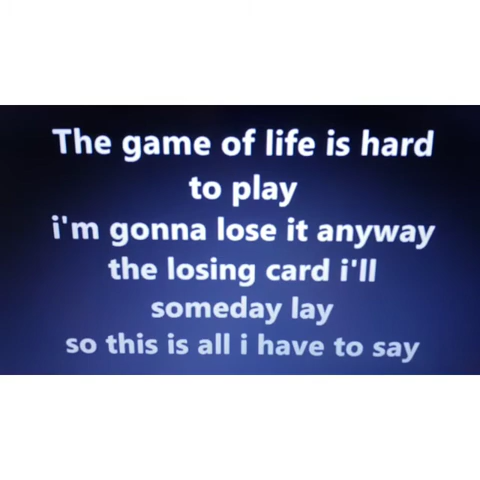 The game of life is hard
to play
i'm gonna lose it anyway
the losing card i'll
someday lay
so this is all i have to say